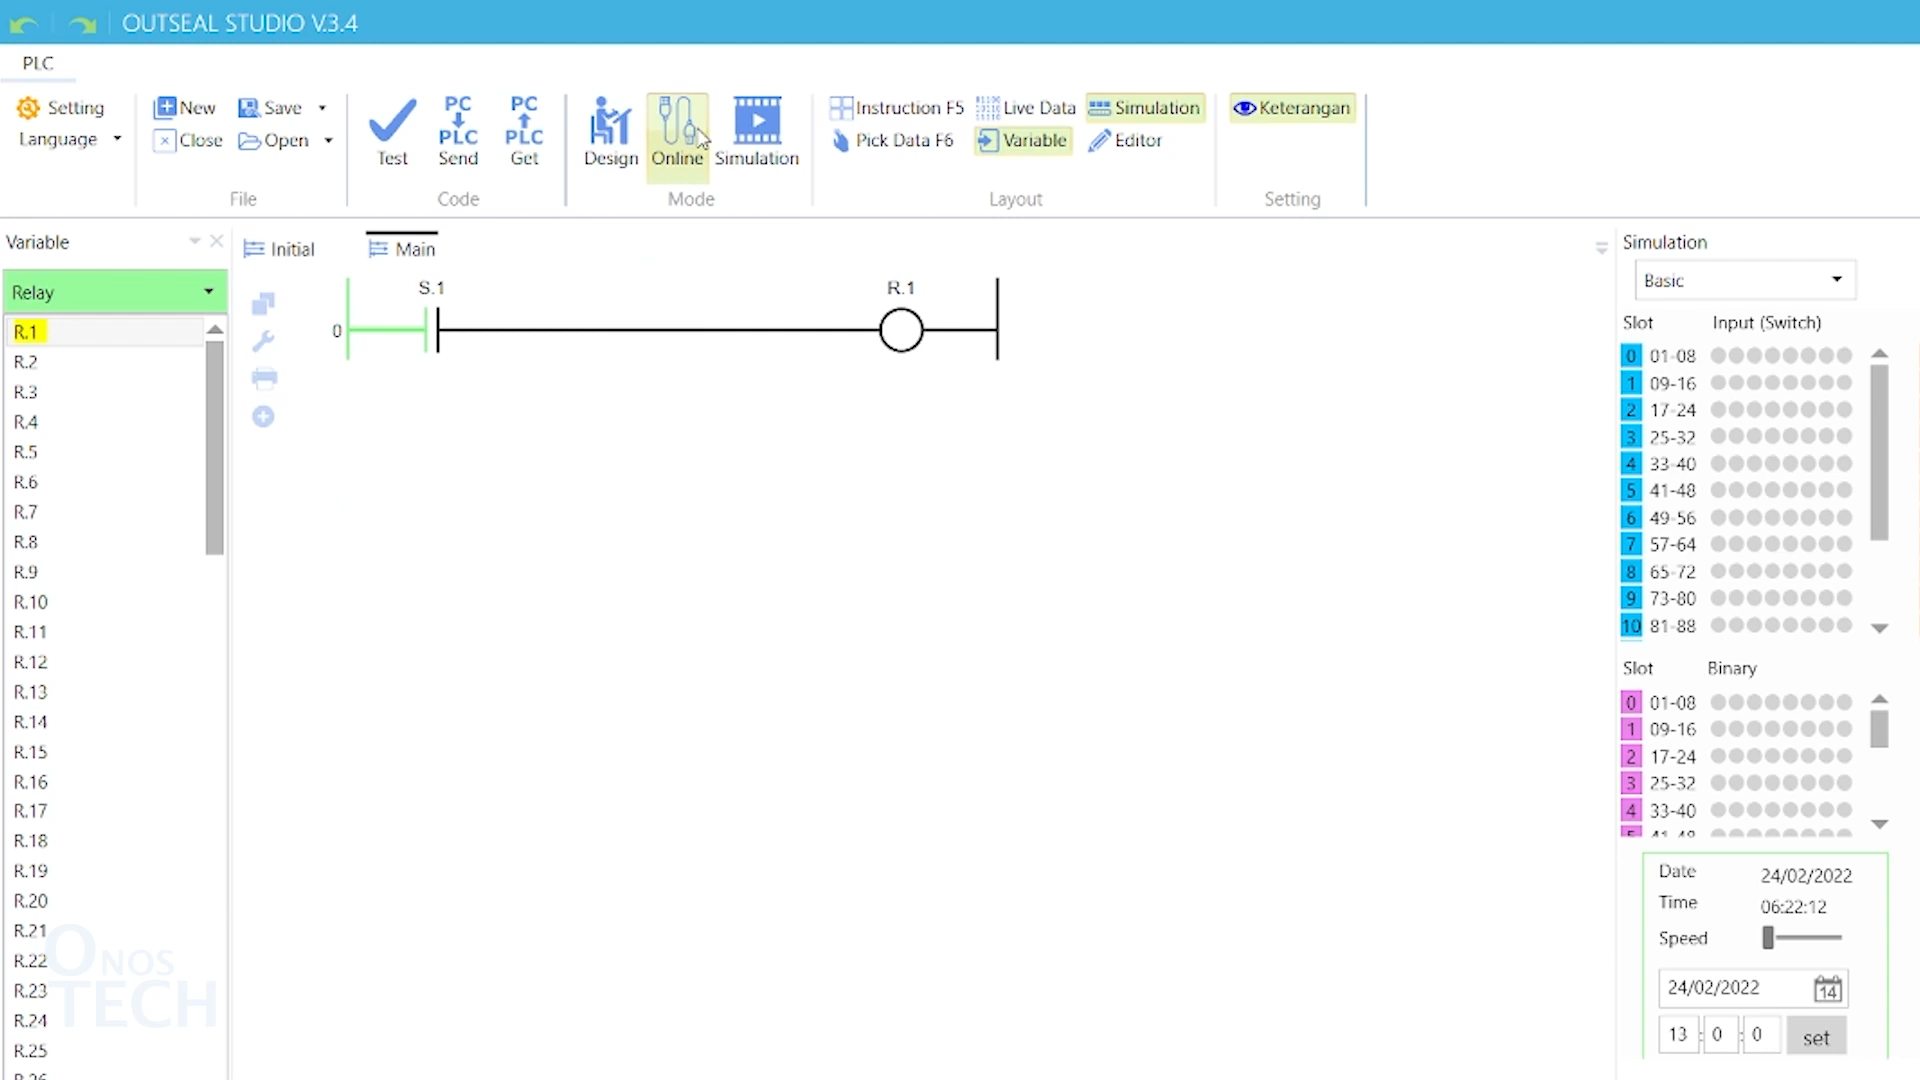 OUTSEAL STUDIO V.3.4
PLC
Setting
Language
New
Save
Close
Open
File
Test
PC
PLC
Send
PC
PLC
Get
Code
Design
Online
Simulation
Mode
Instruction F5
Live Data
Simulation
Pick Data F6
Variable
Editor
Layout
Keterangan
Setting
Variable
Relay
R.1
R.2
R.3
R.4
R.5
R.6
R.7
R.8
R.9
R.10
R.11
R.12
R.13
R.14
R.15
R.16
R.17
R.18
R.19
R.20
R.21
R.22
R.23
R.24
R.25
ONOS
TECH
Initial
Main
S.1
R.1
0
Simulation
Basic
Slot Input (Switch)
0 01-08
1 09-16
2 17-24
3 25-32
4 33-40
5 41-48
6 49-56
7 57-64
8 65-72
9 73-80
10 81-88
Slot Binary
0 01-08
1 09-16
2 17-24
3 25-32
4 33-40
Date 24/02/2022
Time 06:22:12
Speed
24/02/2022 14
13 : 0 : 0 set